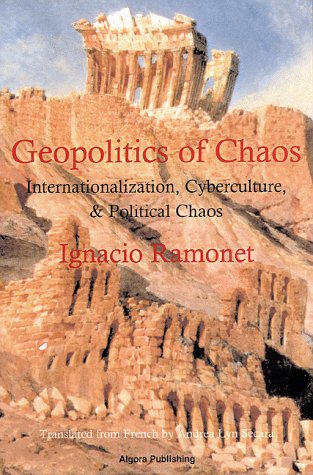 Geopolitics of Chaos
Internationalization, Cyberculture,
& Political Chaos
Ignacio Ramonet
Translated from French by Andrea Lyn Secara
Algora Publishing